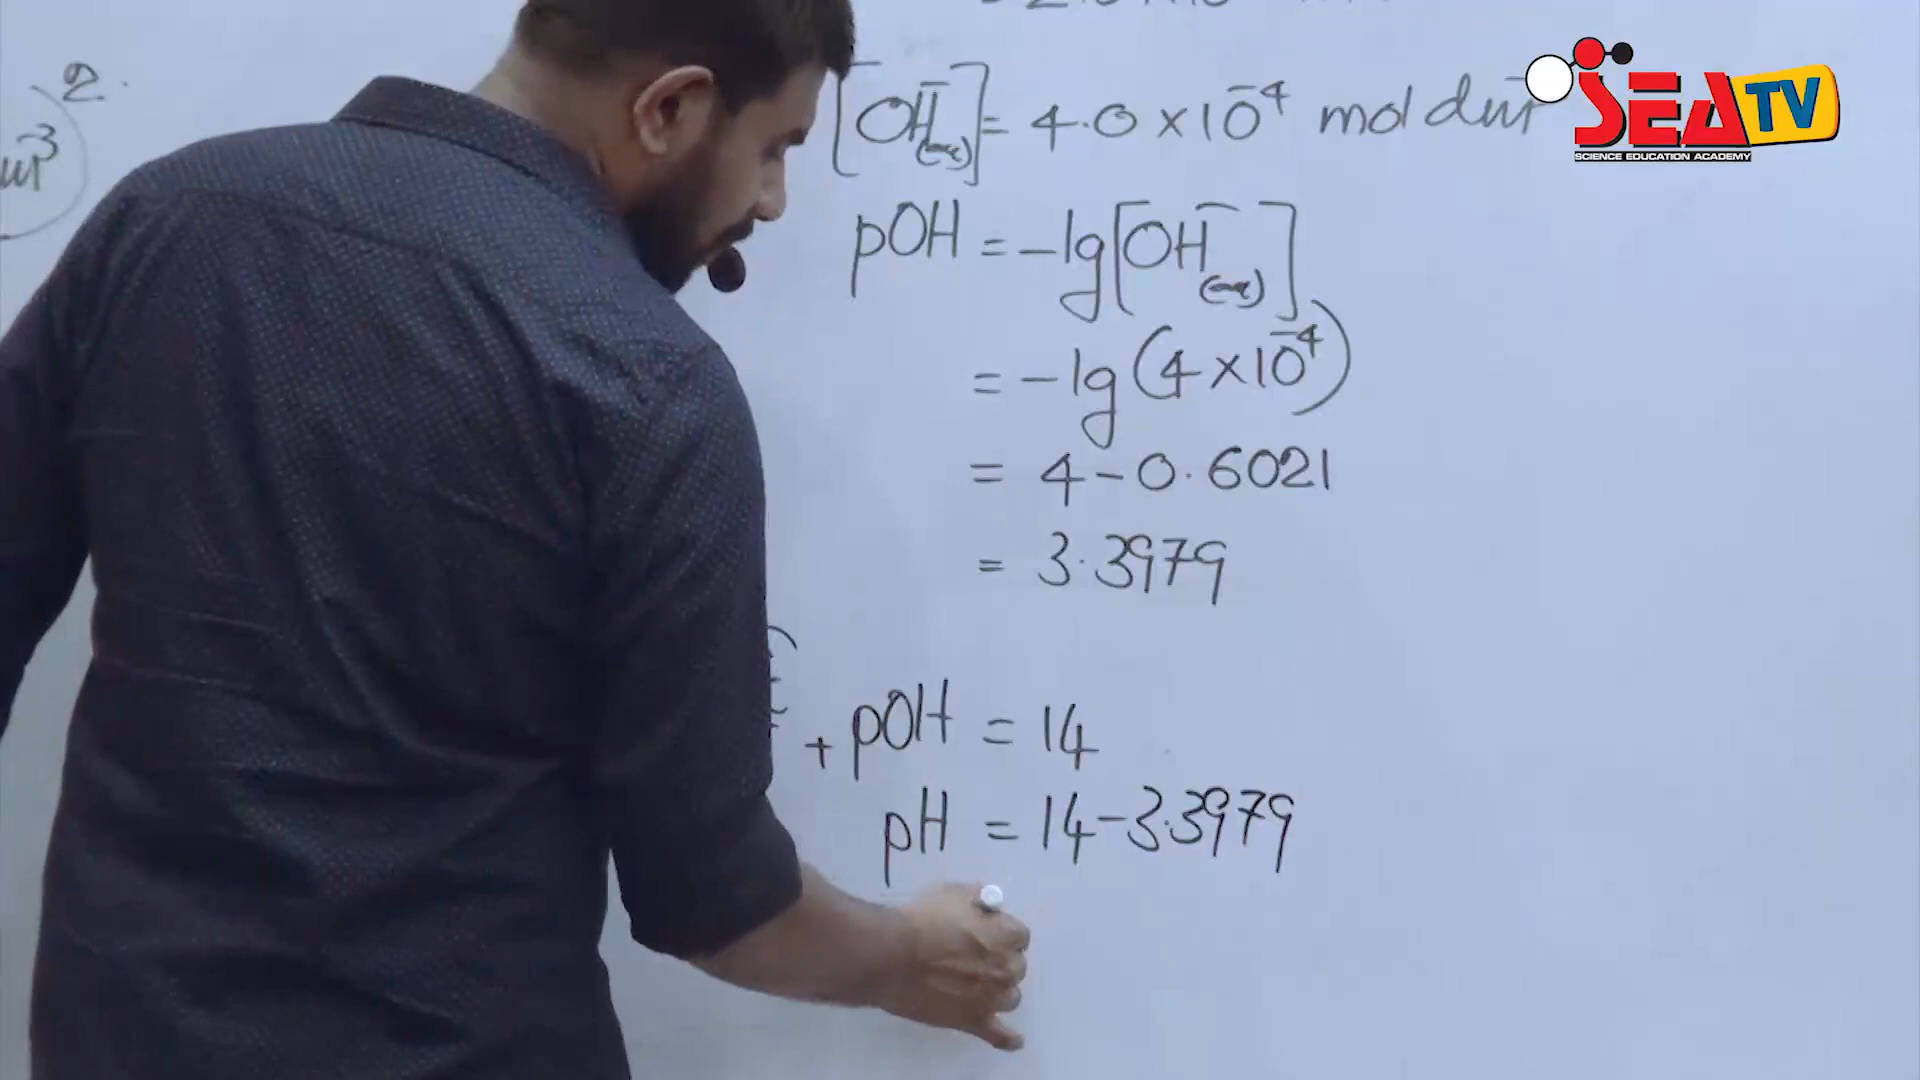 2.
[OH⁻(aq)] = 4.0 × 10⁻⁴ mol dm⁻
pOH = -lg[OH⁻(aq)]
= -lg (4 × 10⁻⁴)
= 4 - 0.6021
= 3.3979
+ pOH = 14
pH = 14 - 3.3979
SEA TV
SCIENCE EDUCATION ACADEMY